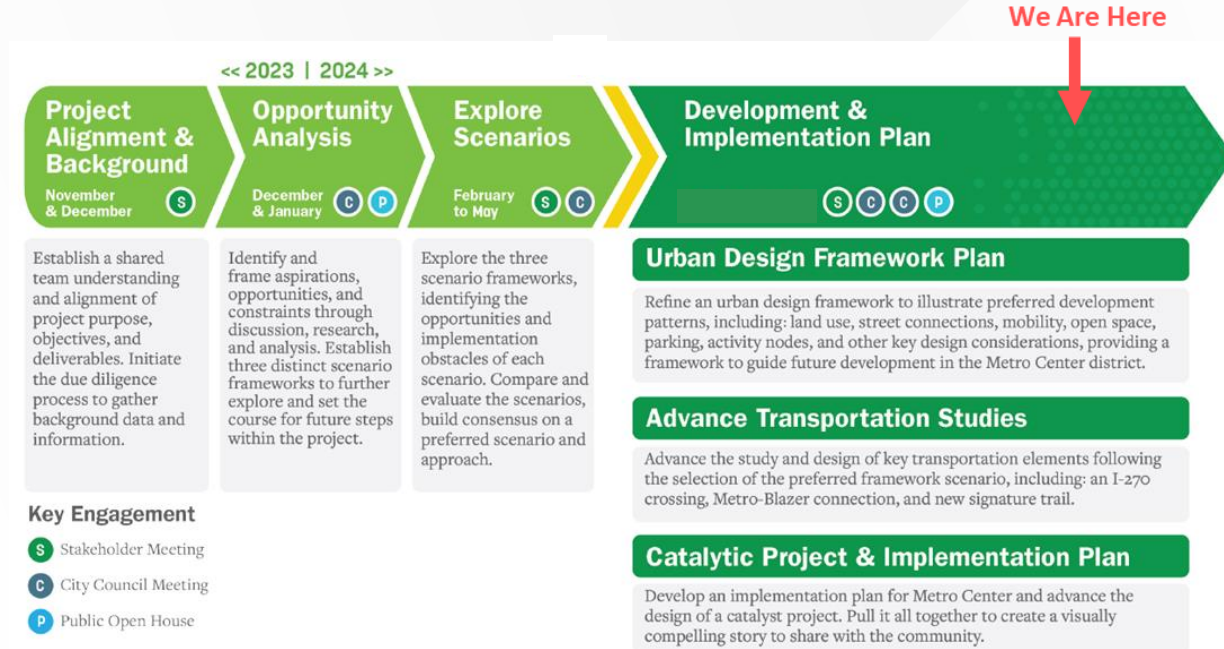 We Are Here
<< 2023 | 2024 >>
Project
Alignment &
Background
November
& December
S
Opportunity
Analysis
December
& January
C P
Explore
Scenarios
February
to May
S C
Development &
Implementation Plan
S C C P
Establish a shared
team understanding
and alignment of
project purpose,
objectives, and
deliverables. Initiate
the due diligence
process to gather
background data and
information.
Identify and
frame aspirations,
opportunities, and
constraints through
discussion, research,
and analysis. Establish
three distinct scenario
frameworks to further
explore and set the
course for future steps
within the project.
Explore the three
scenario frameworks,
identifying the
opportunities and
implementation
obstacles of each
scenario. Compare and
evaluate the scenarios,
build consensus on a
preferred scenario and
approach.
Urban Design Framework Plan
Refine an urban design framework to illustrate preferred development
patterns, including: land use, street connections, mobility, open space,
parking, activity nodes, and other key design considerations, providing a
framework to guide future development in the Metro Center district.
Advance Transportation Studies
Advance the study and design of key transportation elements following
the selection of the preferred framework scenario, including: an I-270
crossing, Metro-Blazer connection, and new signature trail.
Catalytic Project & Implementation Plan
Develop an implementation plan for Metro Center and advance the
design of a catalyst project. Pull it all together to create a visually
compelling story to share with the community.
Key Engagement
S Stakeholder Meeting
C City Council Meeting
P Public Open House